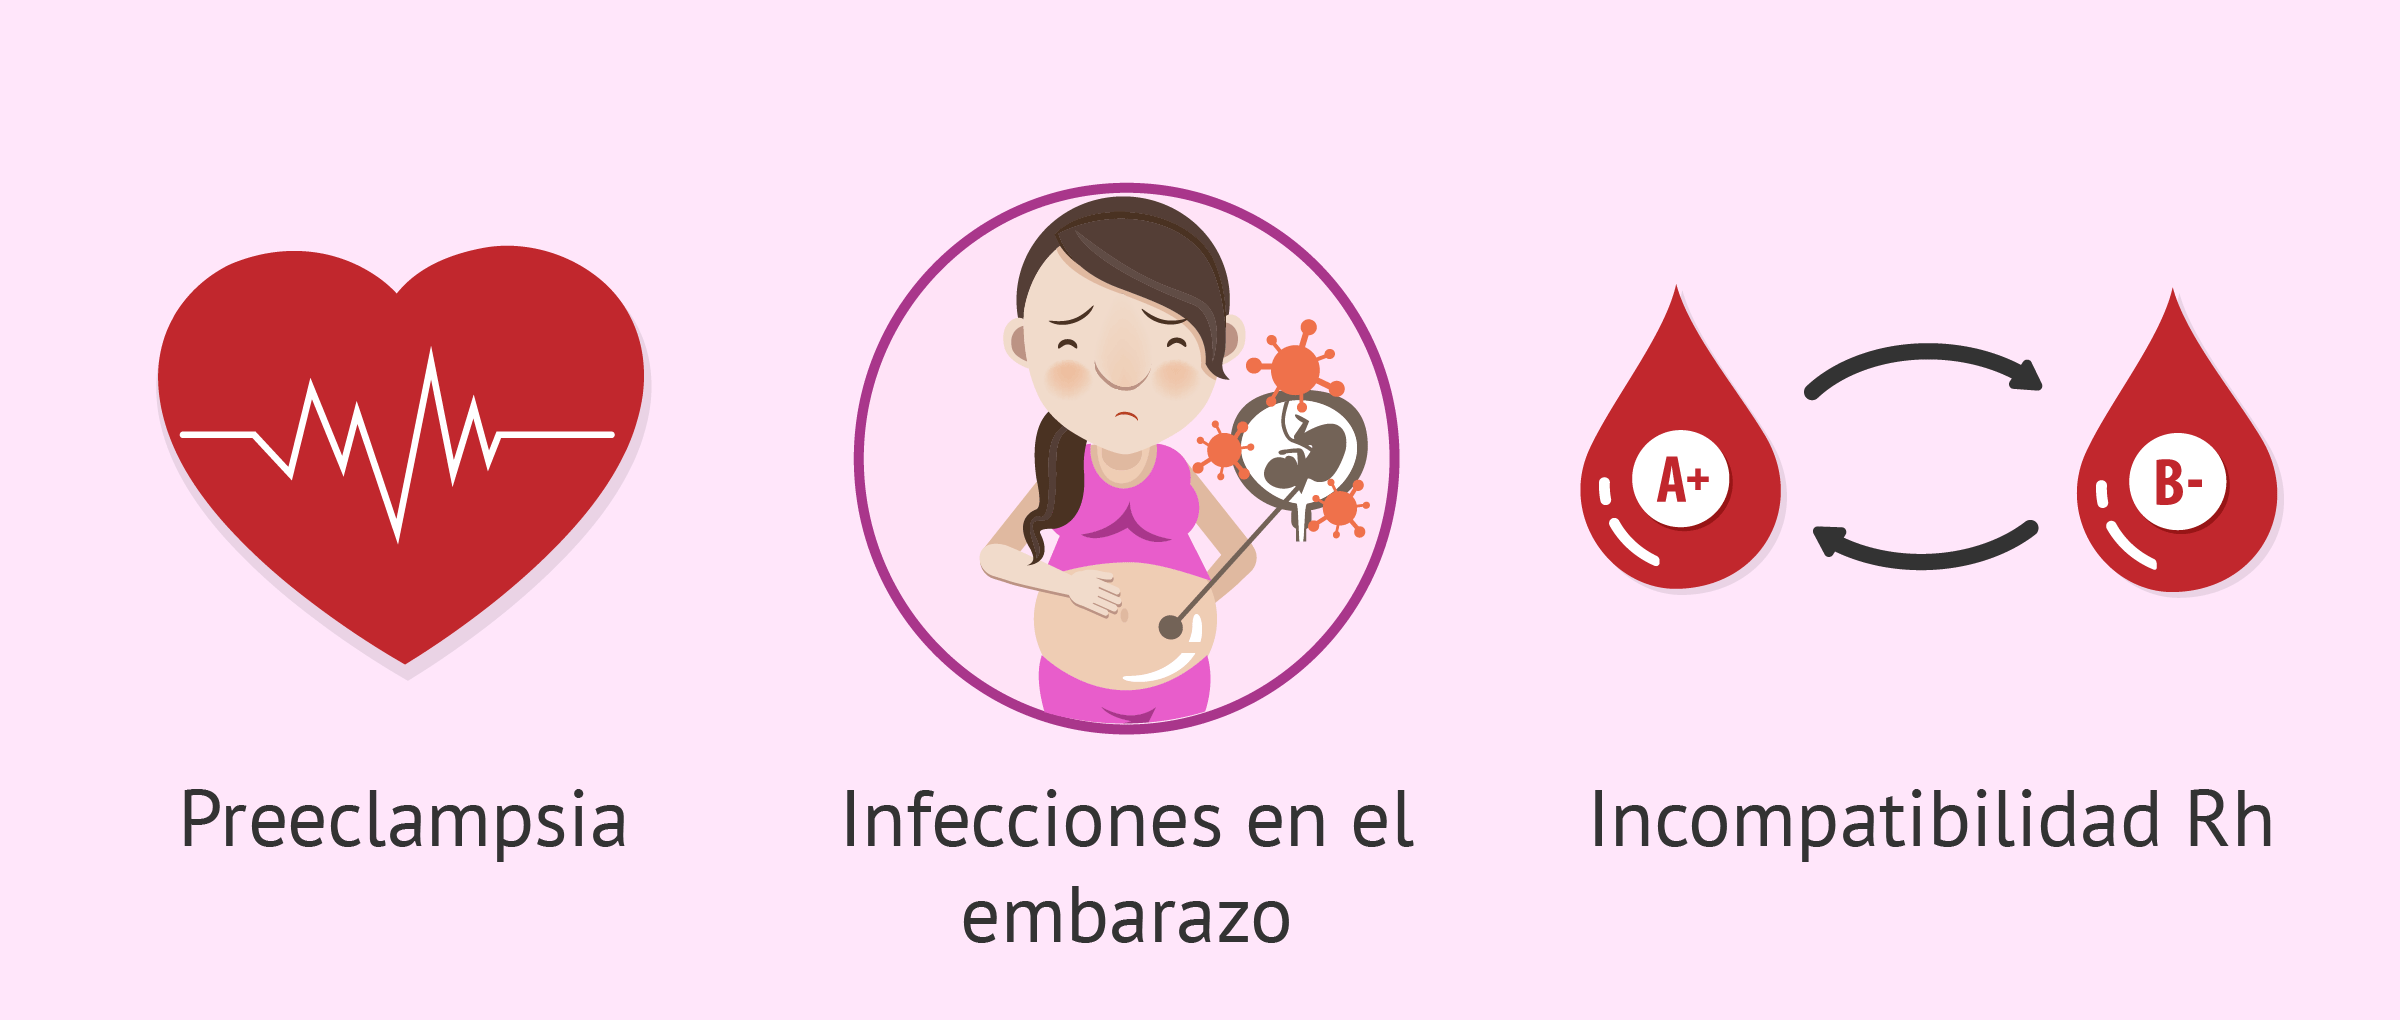 A+
B-
Preeclampsia
Infecciones en el
embarazo
Incompatibilidad Rh